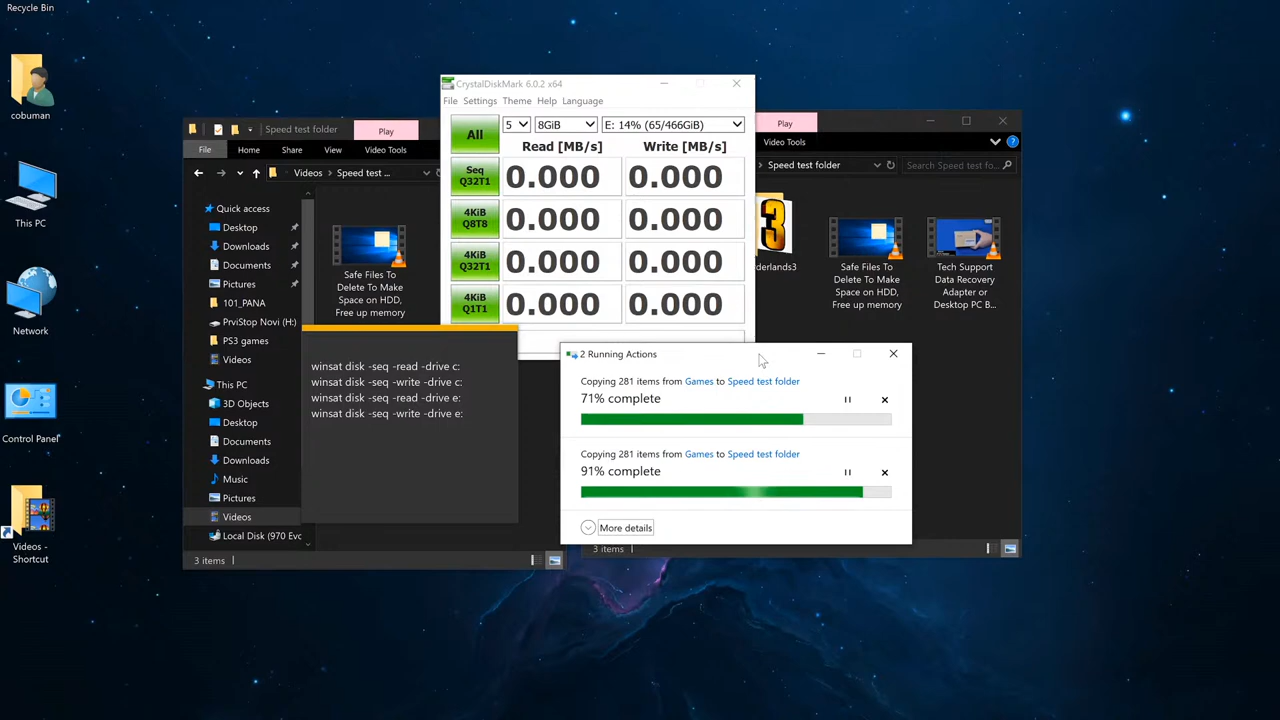 Recycle Bin
cobuman
This PC
Network
Control Panel
Videos -
Shortcut
Speed test folder
Play
File
Home
Share
View
Video Tools
Videos
Speed test ...
Quick access
Desktop
Downloads
Documents
Pictures
101_PANA
PrviStop Novi (H:)
PS3 games
Videos
This PC
3D Objects
Desktop
Documents
Downloads
Music
Pictures
Videos
Local Disk (970 Evo
3 items
Safe Files To
Delete To Make
Space on HDD,
Free up memory
CrystalDiskMark 6.0.2 x64
File
Settings
Theme
Help
Language
All
5
8GiB
E: 14% (65/466GiB)
Read [MB/s]
Write [MB/s]
Seq
Q32T1
0.000
0.000
4KiB
Q8T8
0.000
0.000
4KiB
Q32T1
0.000
0.000
4KiB
Q1T1
0.000
0.000
winsat disk -seq -read -drive c:
winsat disk -seq -write -drive c:
winsat disk -seq -read -drive e:
winsat disk -seq -write -drive e:
Play
Video Tools
Speed test folder
Search Speed test fo...
3
derlands3
Safe Files To
Delete To Make
Space on HDD,
Free up memory
Tech Support
Data Recovery
Adapter or
Desktop PC B...
3 items
2 Running Actions
Copying 281 items from Games to Speed test folder
71% complete
Copying 281 items from Games to Speed test folder
91% complete
More details